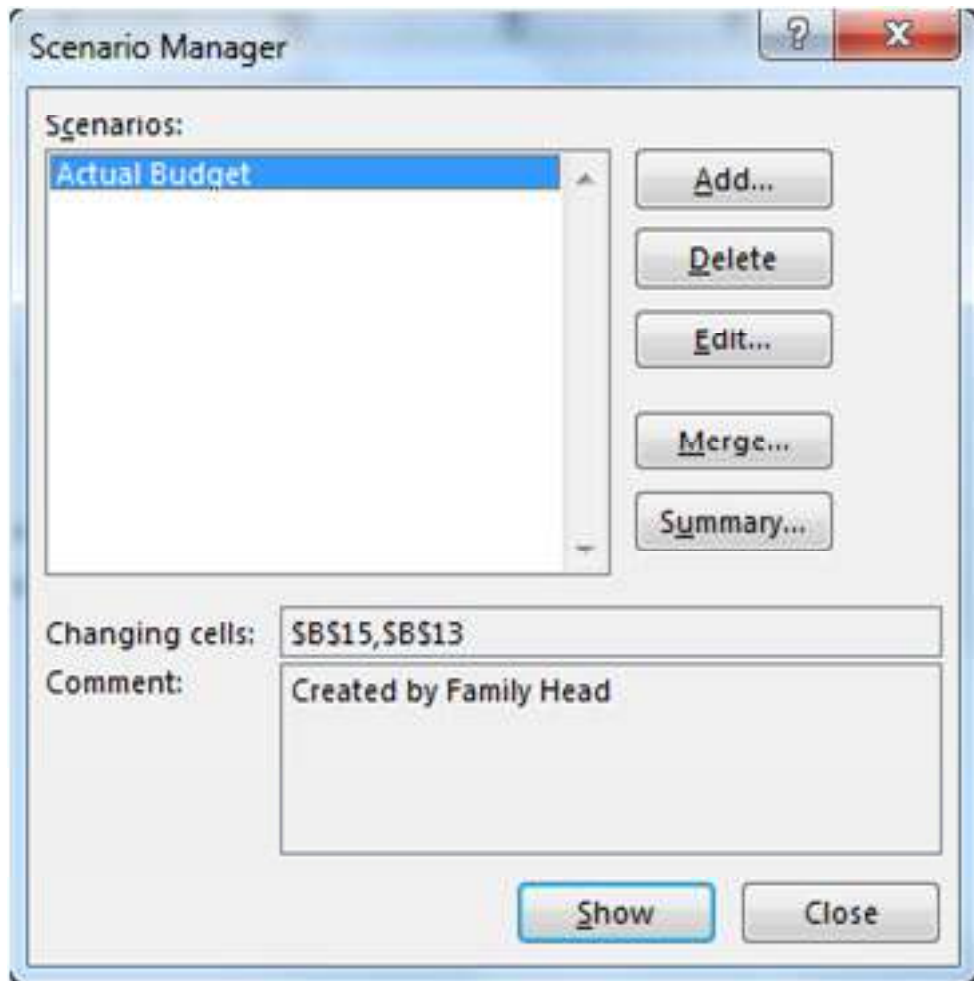 Scenario Manager
?
X
Scenarios:
Actual Budget
Add...
Delete
Edit...
Merge...
Summary...
Changing cells:
$B$15,$B$13
Comment:
Created by Family Head
Show
Close